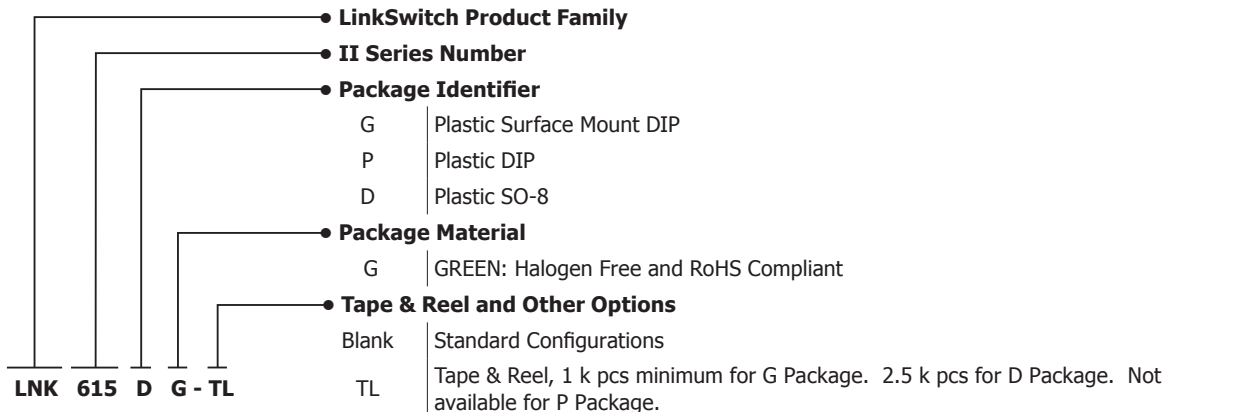 LinkSwitch Product Family
II Series Number
Package Identifier
G Plastic Surface Mount DIP
P Plastic DIP
D Plastic SO-8
Package Material
G GREEN: Halogen Free and RoHS Compliant
Tape & Reel and Other Options
Blank Standard Configurations
TL Tape & Reel, 1 k pcs minimum for G Package. 2.5 k pcs for D Package. Not
available for P Package.
LNK 615 D G - TL